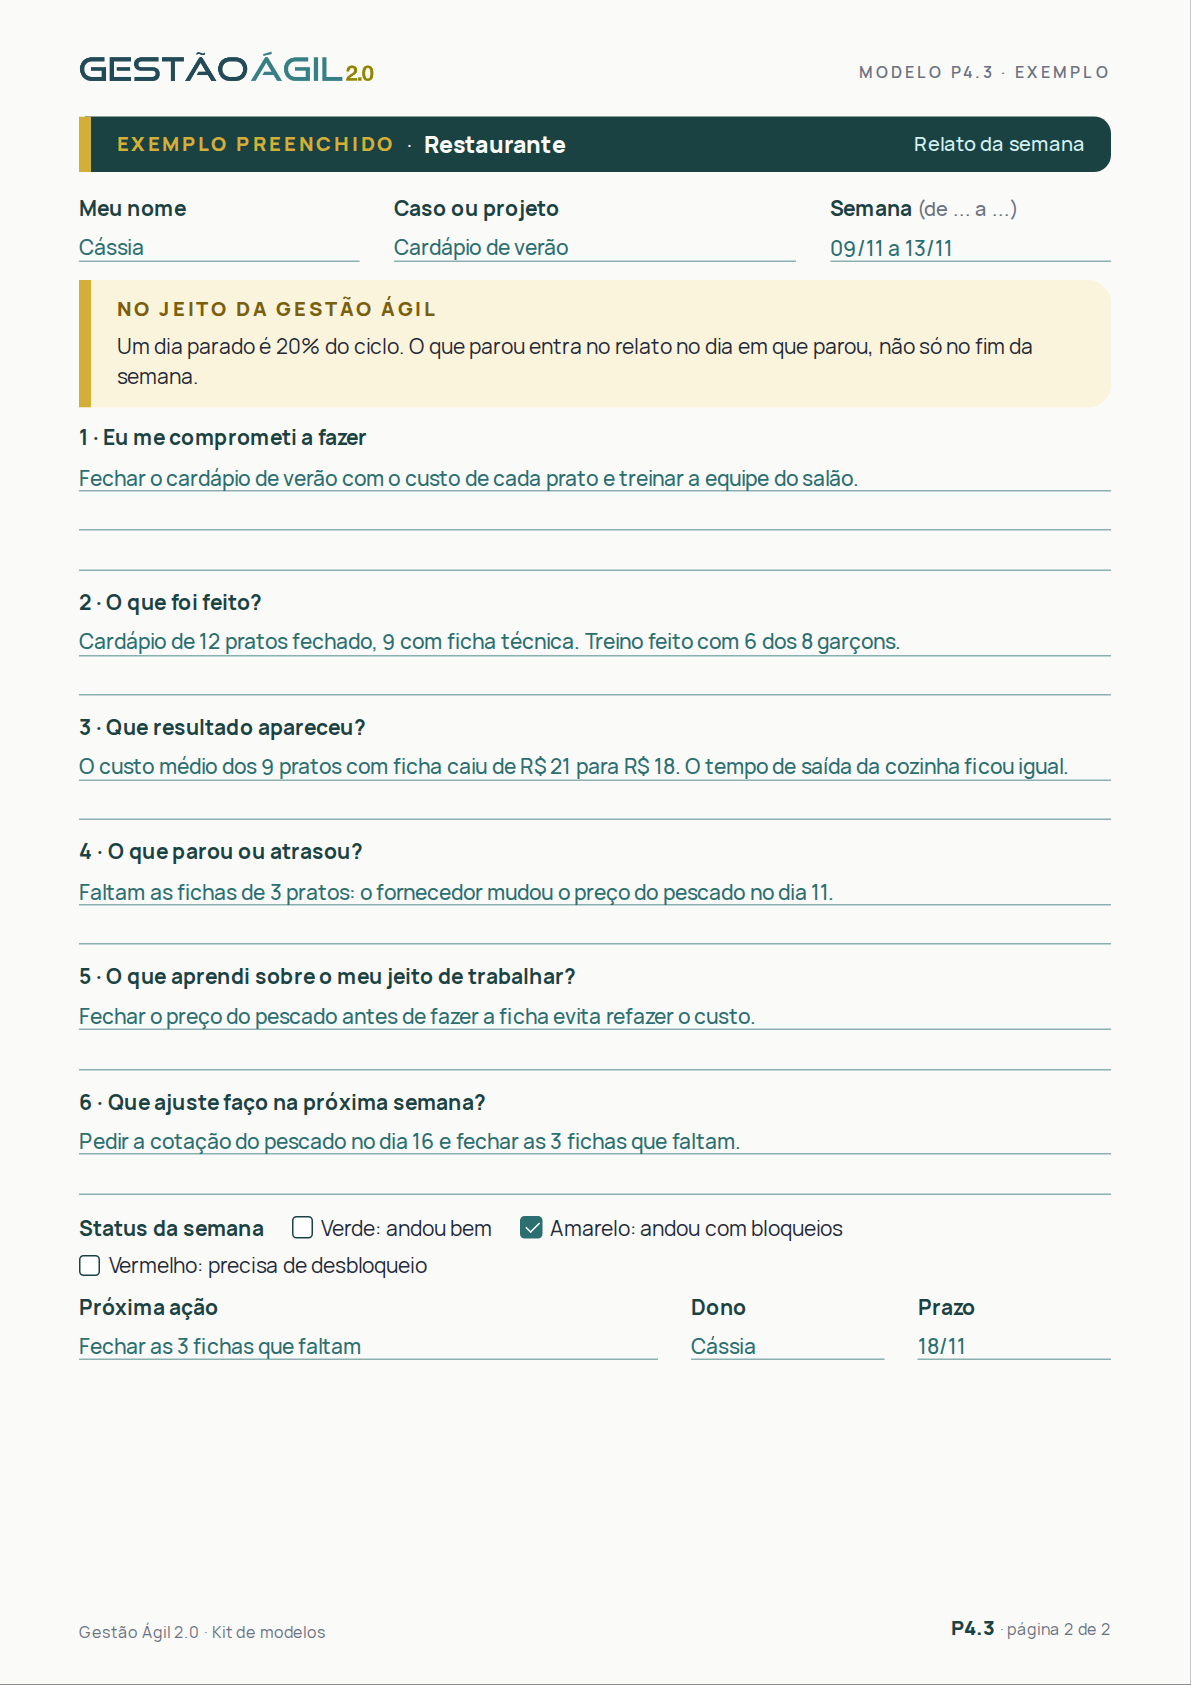 GESTÃOÁGIL2.0
MODELO P4.3 · EXEMPLO
EXEMPLO PREENCHIDO · Restaurante
Relato da semana
Meu nome
Caso ou projeto
Semana (de ... a ...)
Cássia
Cardápio de verão
09/11 a 13/11
NO JEITO DA GESTÃO ÁGIL
Um dia parado é 20% do ciclo. O que parou entra no relato no dia em que parou, não só no fim da
semana.
1 · Eu me comprometi a fazer
Fechar o cardápio de verão com o custo de cada prato e treinar a equipe do salão.
2 · O que foi feito?
Cardápio de 12 pratos fechado, 9 com ficha técnica. Treino feito com 6 dos 8 garçons.
3 · Que resultado apareceu?
O custo médio dos 9 pratos com ficha caiu de R$ 21 para R$ 18. O tempo de saída da cozinha ficou igual.
4 · O que parou ou atrasou?
Faltam as fichas de 3 pratos: o fornecedor mudou o preço do pescado no dia 11.
5 · O que aprendi sobre o meu jeito de trabalhar?
Fechar o preço do pescado antes de fazer a ficha evita refazer o custo.
6 · Que ajuste faço na próxima semana?
Pedir a cotação do pescado no dia 16 e fechar as 3 fichas que faltam.
Status da semana
Verde: andou bem
Amarelo: andou com bloqueios
Vermelho: precisa de desbloqueio
Próxima ação
Dono
Prazo
Fechar as 3 fichas que faltam
Cássia
18/11
Gestão Ágil 2.0 · Kit de modelos
P4.3 · página 2 de 2